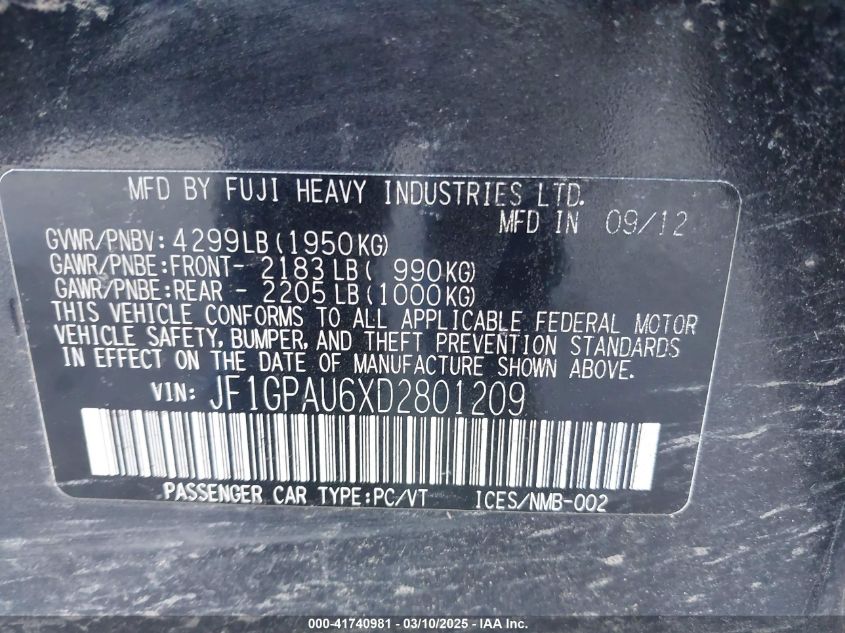 MFD BY FUJI HEAVY INDUSTRIES LTD.
MFD IN 09/12
GVWR/PNBV: 4299LB (1950KG)
GAWR/PNBE: FRONT- 2183 LB ( 990KG)
GAWR/PNBE: REAR - 2205 LB (1000KG)
THIS VEHICLE CONFORMS TO ALL APPLICABLE FEDERAL MOTOR
VEHICLE SAFETY, BUMPER, AND THEFT PREVENTION STANDARDS
IN EFFECT ON THE DATE OF MANUFACTURE SHOWN ABOVE.
VIN: JF1GPAU6XD2801209
PASSENGER CAR TYPE:PC/VT ICES/NMB-002
000-41740981 - 03/10/2025 - IAA Inc.